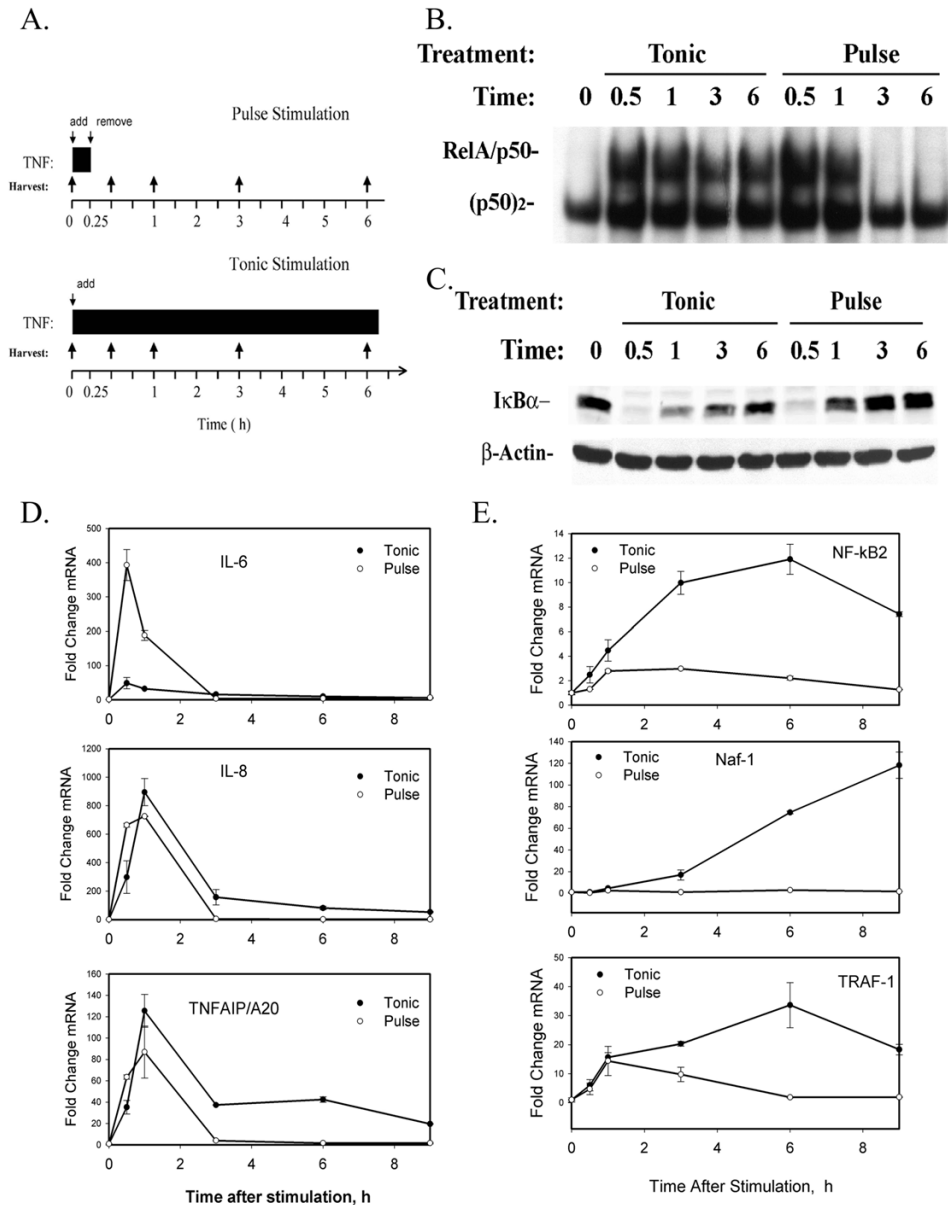 A.
Pulse Stimulation
add remove
TNF:
Harvest:
0 0.25 1 2 3 4 5 6
Tonic Stimulation
add
TNF:
Harvest:
0 0.25 1 2 3 4 5 6
Time ( h)
B.
Treatment: Tonic Pulse
Time: 0 0.5 1 3 6 0.5 1 3 6
RelA/p50-
(p50)2-
C.
Treatment: Tonic Pulse
Time: 0 0.5 1 3 6 0.5 1 3 6
IκBα–
β-Actin-
D.
Fold Change mRNA
500
400
300
200
100
0
IL-6
Tonic
Pulse
0 2 4 6 8
Fold Change mRNA
1200
1000
800
600
400
200
0
IL-8
Tonic
Pulse
0 2 4 6 8
Fold Change mRNA
160
140
120
100
80
60
40
20
0
TNFAIP/A20
Tonic
Pulse
0 2 4 6 8
Time after stimulation, h
E.
Fold Change mRNA
14
12
10
8
6
4
2
0
Tonic
Pulse
NF-kB2
0 2 4 6 8
Fold Change mRNA
140
120
100
80
60
40
20
0
Tonic
Pulse
Naf-1
0 2 4 6 8
Fold Change mRNA
50
40
30
20
10
0
Tonic
Pulse
TRAF-1
0 2 4 6 8
Time After Stimulation, h